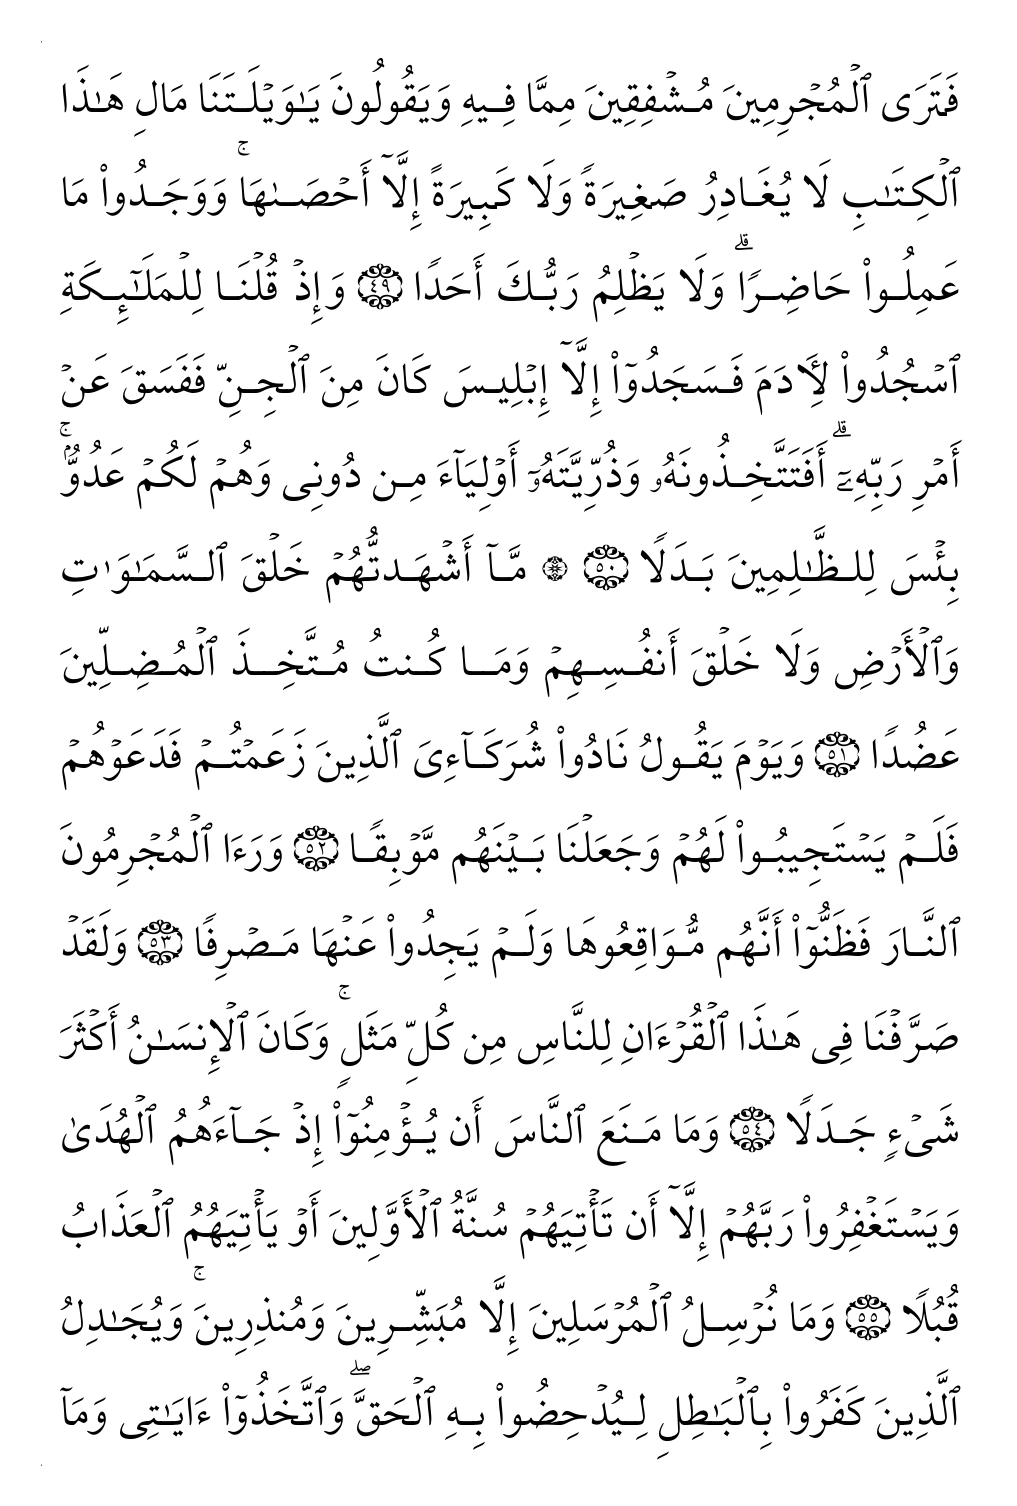 فَتَرَى ٱلْمُجْرِمِينَ مُشْفِقِينَ مِمَّا فِيهِ وَيَقُولُونَ يَـٰوَيْلَتَنَا مَالِ هَـٰذَا
ٱلْكِتَـٰبِ لَا يُغَادِرُ صَغِيرَةً وَلَا كَبِيرَةً إِلَّآ أَحْصَـٰهَا ۚ وَوَجَدُوا۟ مَا
عَمِلُوا۟ حَاضِرًا ۗ وَلَا يَظْلِمُ رَبُّكَ أَحَدًا ﴿٤٩﴾ وَإِذْ قُلْنَا لِلْمَلَـٰٓئِكَةِ
ٱسْجُدُوا۟ لِـَٔادَمَ فَسَجَدُوٓا۟ إِلَّآ إِبْلِيسَ كَانَ مِنَ ٱلْجِنِّ فَفَسَقَ عَنْ
أَمْرِ رَبِّهِۦٓ ۗ أَفَتَتَّخِذُونَهُۥ وَذُرِّيَّتَهُۥٓ أَوْلِيَآءَ مِن دُونِى وَهُمْ لَكُمْ عَدُوٌّۢ ۚ
بِئْسَ لِلظَّـٰلِمِينَ بَدَلًا ﴿٥٠﴾ ۞ مَّآ أَشْهَدتُّهُمْ خَلْقَ ٱلسَّمَـٰوَٰتِ
وَٱلْأَرْضِ وَلَا خَلْقَ أَنفُسِهِمْ وَمَا كُنتُ مُتَّخِذَ ٱلْمُضِلِّينَ
عَضُدًا ﴿٥١﴾ وَيَوْمَ يَقُولُ نَادُوا۟ شُرَكَآءِىَ ٱلَّذِينَ زَعَمْتُمْ فَدَعَوْهُمْ
فَلَمْ يَسْتَجِيبُوا۟ لَهُمْ وَجَعَلْنَا بَيْنَهُم مَّوْبِقًا ﴿٥٢﴾ وَرَءَا ٱلْمُجْرِمُونَ
ٱلنَّارَ فَظَنُّوٓا۟ أَنَّهُم مُّوَاقِعُوهَا وَلَمْ يَجِدُوا۟ عَنْهَا مَصْرِفًا ﴿٥٣﴾ وَلَقَدْ
صَرَّفْنَا فِى هَـٰذَا ٱلْقُرْءَانِ لِلنَّاسِ مِن كُلِّ مَثَلٍ ۚ وَكَانَ ٱلْإِنسَـٰنُ أَكْثَرَ
شَىْءٍ جَدَلًا ﴿٥٤﴾ وَمَا مَنَعَ ٱلنَّاسَ أَن يُؤْمِنُوٓا۟ إِذْ جَآءَهُمُ ٱلْهُدَىٰ
وَيَسْتَغْفِرُوا۟ رَبَّهُمْ إِلَّآ أَن تَأْتِيَهُمْ سُنَّةُ ٱلْأَوَّلِينَ أَوْ يَأْتِيَهُمُ ٱلْعَذَابُ
قُبُلًا ﴿٥٥﴾ وَمَا نُرْسِلُ ٱلْمُرْسَلِينَ إِلَّا مُبَشِّرِينَ وَمُنذِرِينَ ۚ وَيُجَـٰدِلُ
ٱلَّذِينَ كَفَرُوا۟ بِٱلْبَـٰطِلِ لِيُدْحِضُوا۟ بِهِ ٱلْحَقَّ ۖ وَٱتَّخَذُوٓا۟ ءَايَـٰتِى وَمَآ